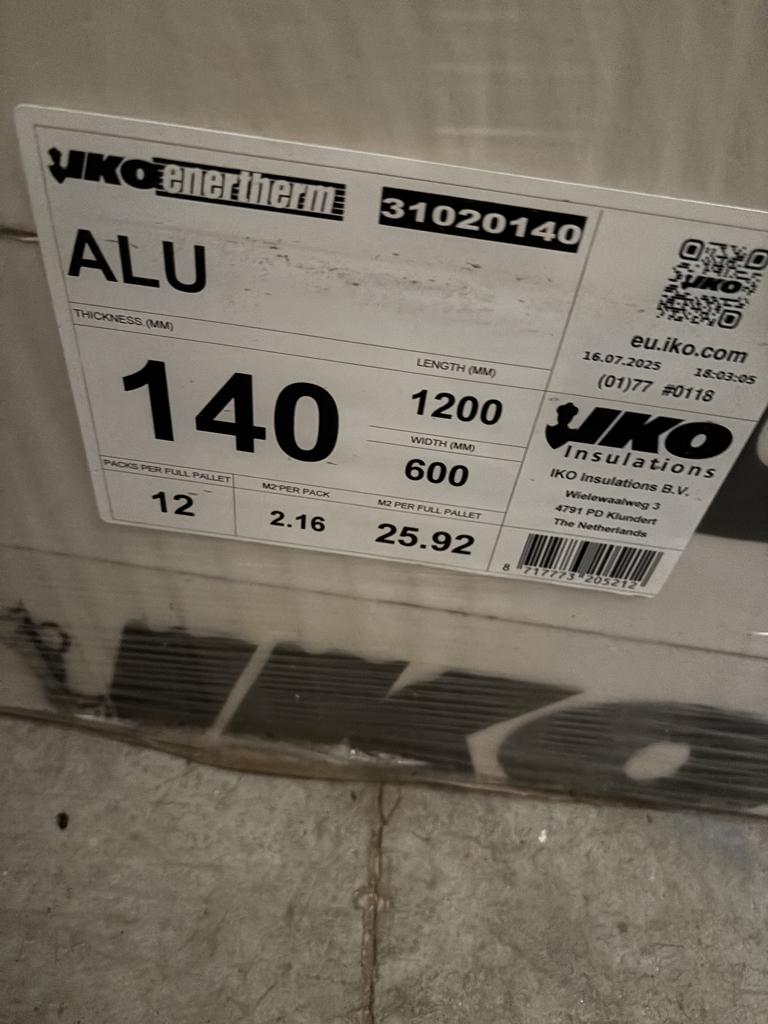 IKO enertherm
31020140
ALU
THICKNESS (MM)
140
LENGTH (MM)
1200
WIDTH (MM)
600
PACKS PER FULL PALLET
12
M2 PER PACK
2.16
M2 PER FULL PALLET
25.92
IKO
eu.iko.com
16.07.2025 18:03:05
(01)77 #0118
IKO
Insulations
IKO Insulations B.V.
Wielewaalweg 3
4791 PD Klundert
The Netherlands
8 717773 205212
IKO